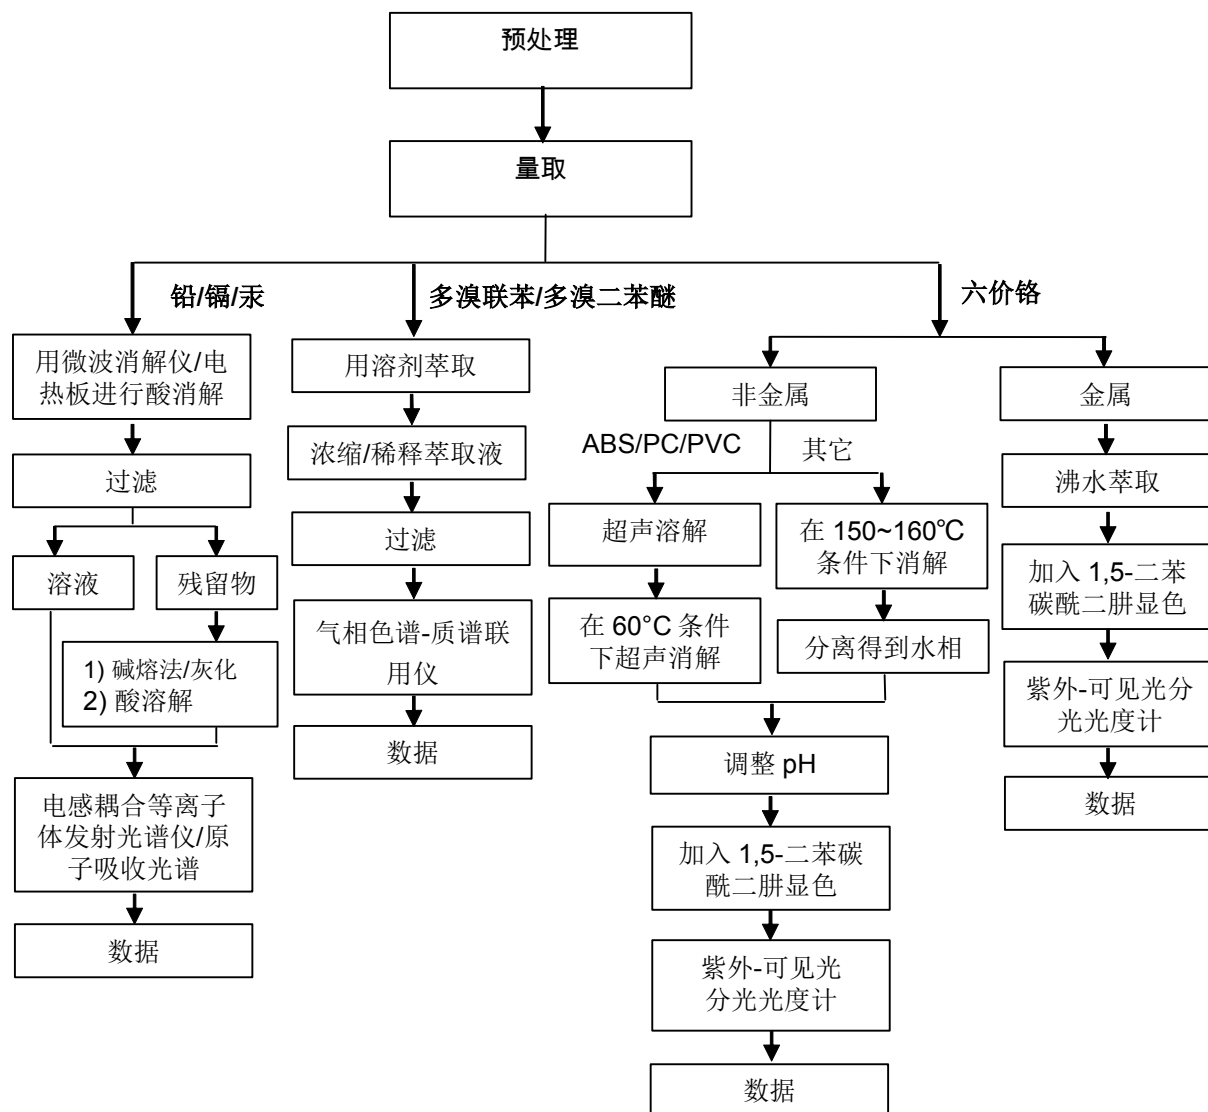 预处理
量取
铅/镉/汞
多溴联苯/多溴二苯醚
六价铬
用微波消解仪/电
热板进行酸消解
过滤
溶液
残留物
1) 碱熔法/灰化
2) 酸溶解
电感耦合等离子
体发射光谱仪/原
子吸收光谱
数据
用溶剂萃取
浓缩/稀释萃取液
过滤
气相色谱-质谱联
用仪
数据
非金属
ABS/PC/PVC
其它
超声溶解
在 60°C 条件
下超声消解
在 150~160℃
条件下消解
分离得到水相
调整 pH
加入 1,5-二苯碳
酰二肼显色
紫外-可见光
分光光度计
数据
金属
沸水萃取
加入 1,5-二苯
碳酰二肼显色
紫外-可见光分
光光度计
数据